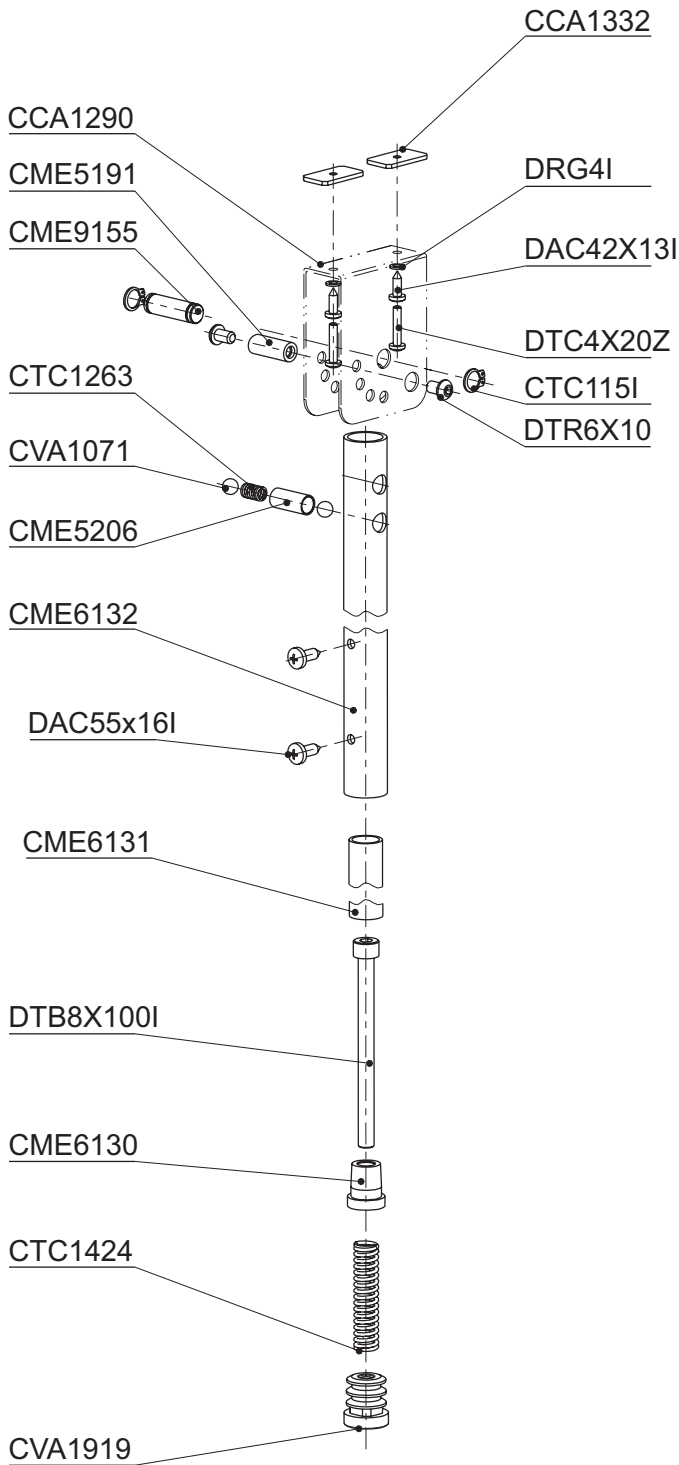 CCA1332
CCA1290
CME5191
DRG4I
CME9155
DAC42X13I
DTC4X20Z
CTC1263
CTC115I
DTR6X10
CVA1071
CME5206
CME6132
DAC55x16I
CME6131
DTB8X100I
CME6130
CTC1424
CVA1919